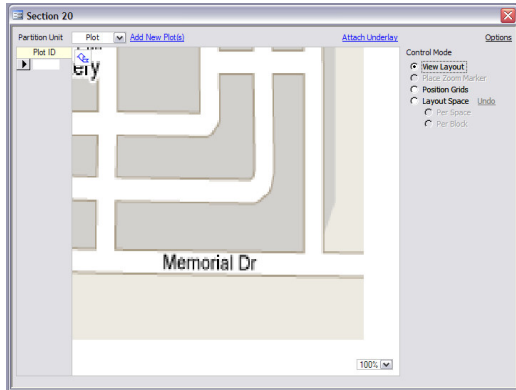 Section 20
Partition Unit Plot Add New Plot(s) Attach Underlay Options
Plot ID
ery
Control Mode
View Layout
Place Zoom Marker
Position Grids
Layout Space Undo
Per Space
Per Block
Memorial Dr
100%